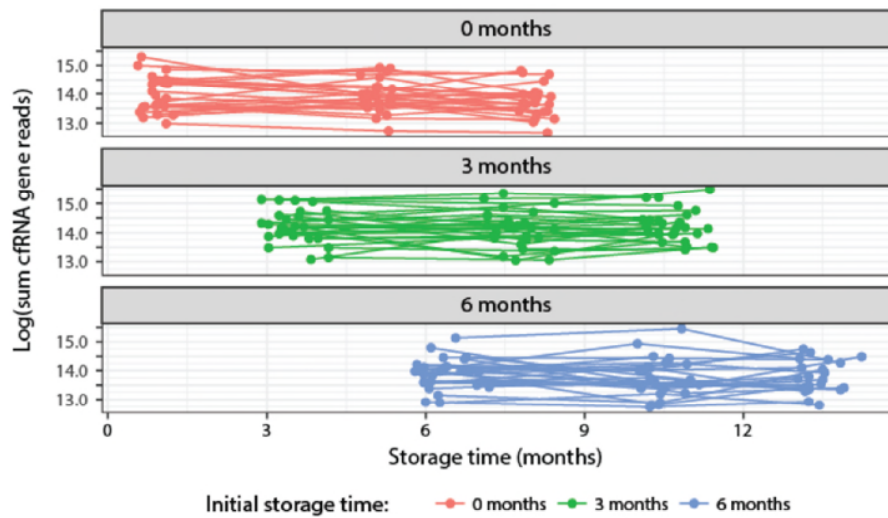 0 months
15.0
14.0
13.0
3 months
15.0
14.0
13.0
6 months
15.0
14.0
13.0
Log(sum cfRNA gene reads)
0 3 6 9 12
Storage time (months)
Initial storage time: 0 months 3 months 6 months